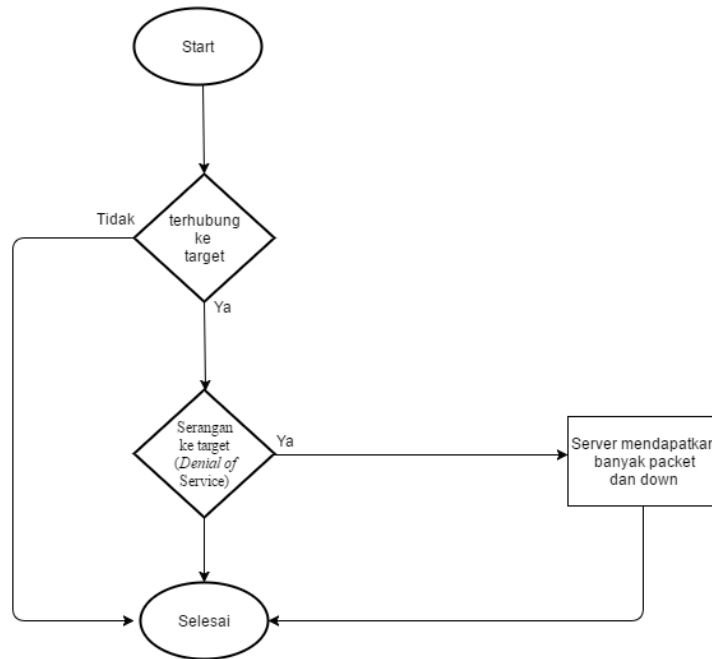 Start
Tidak
terhubung
ke
target
Ya
Serangan
ke target
(Denial of
Service)
Ya
Server mendapatkan
banyak packet
dan down
Selesai